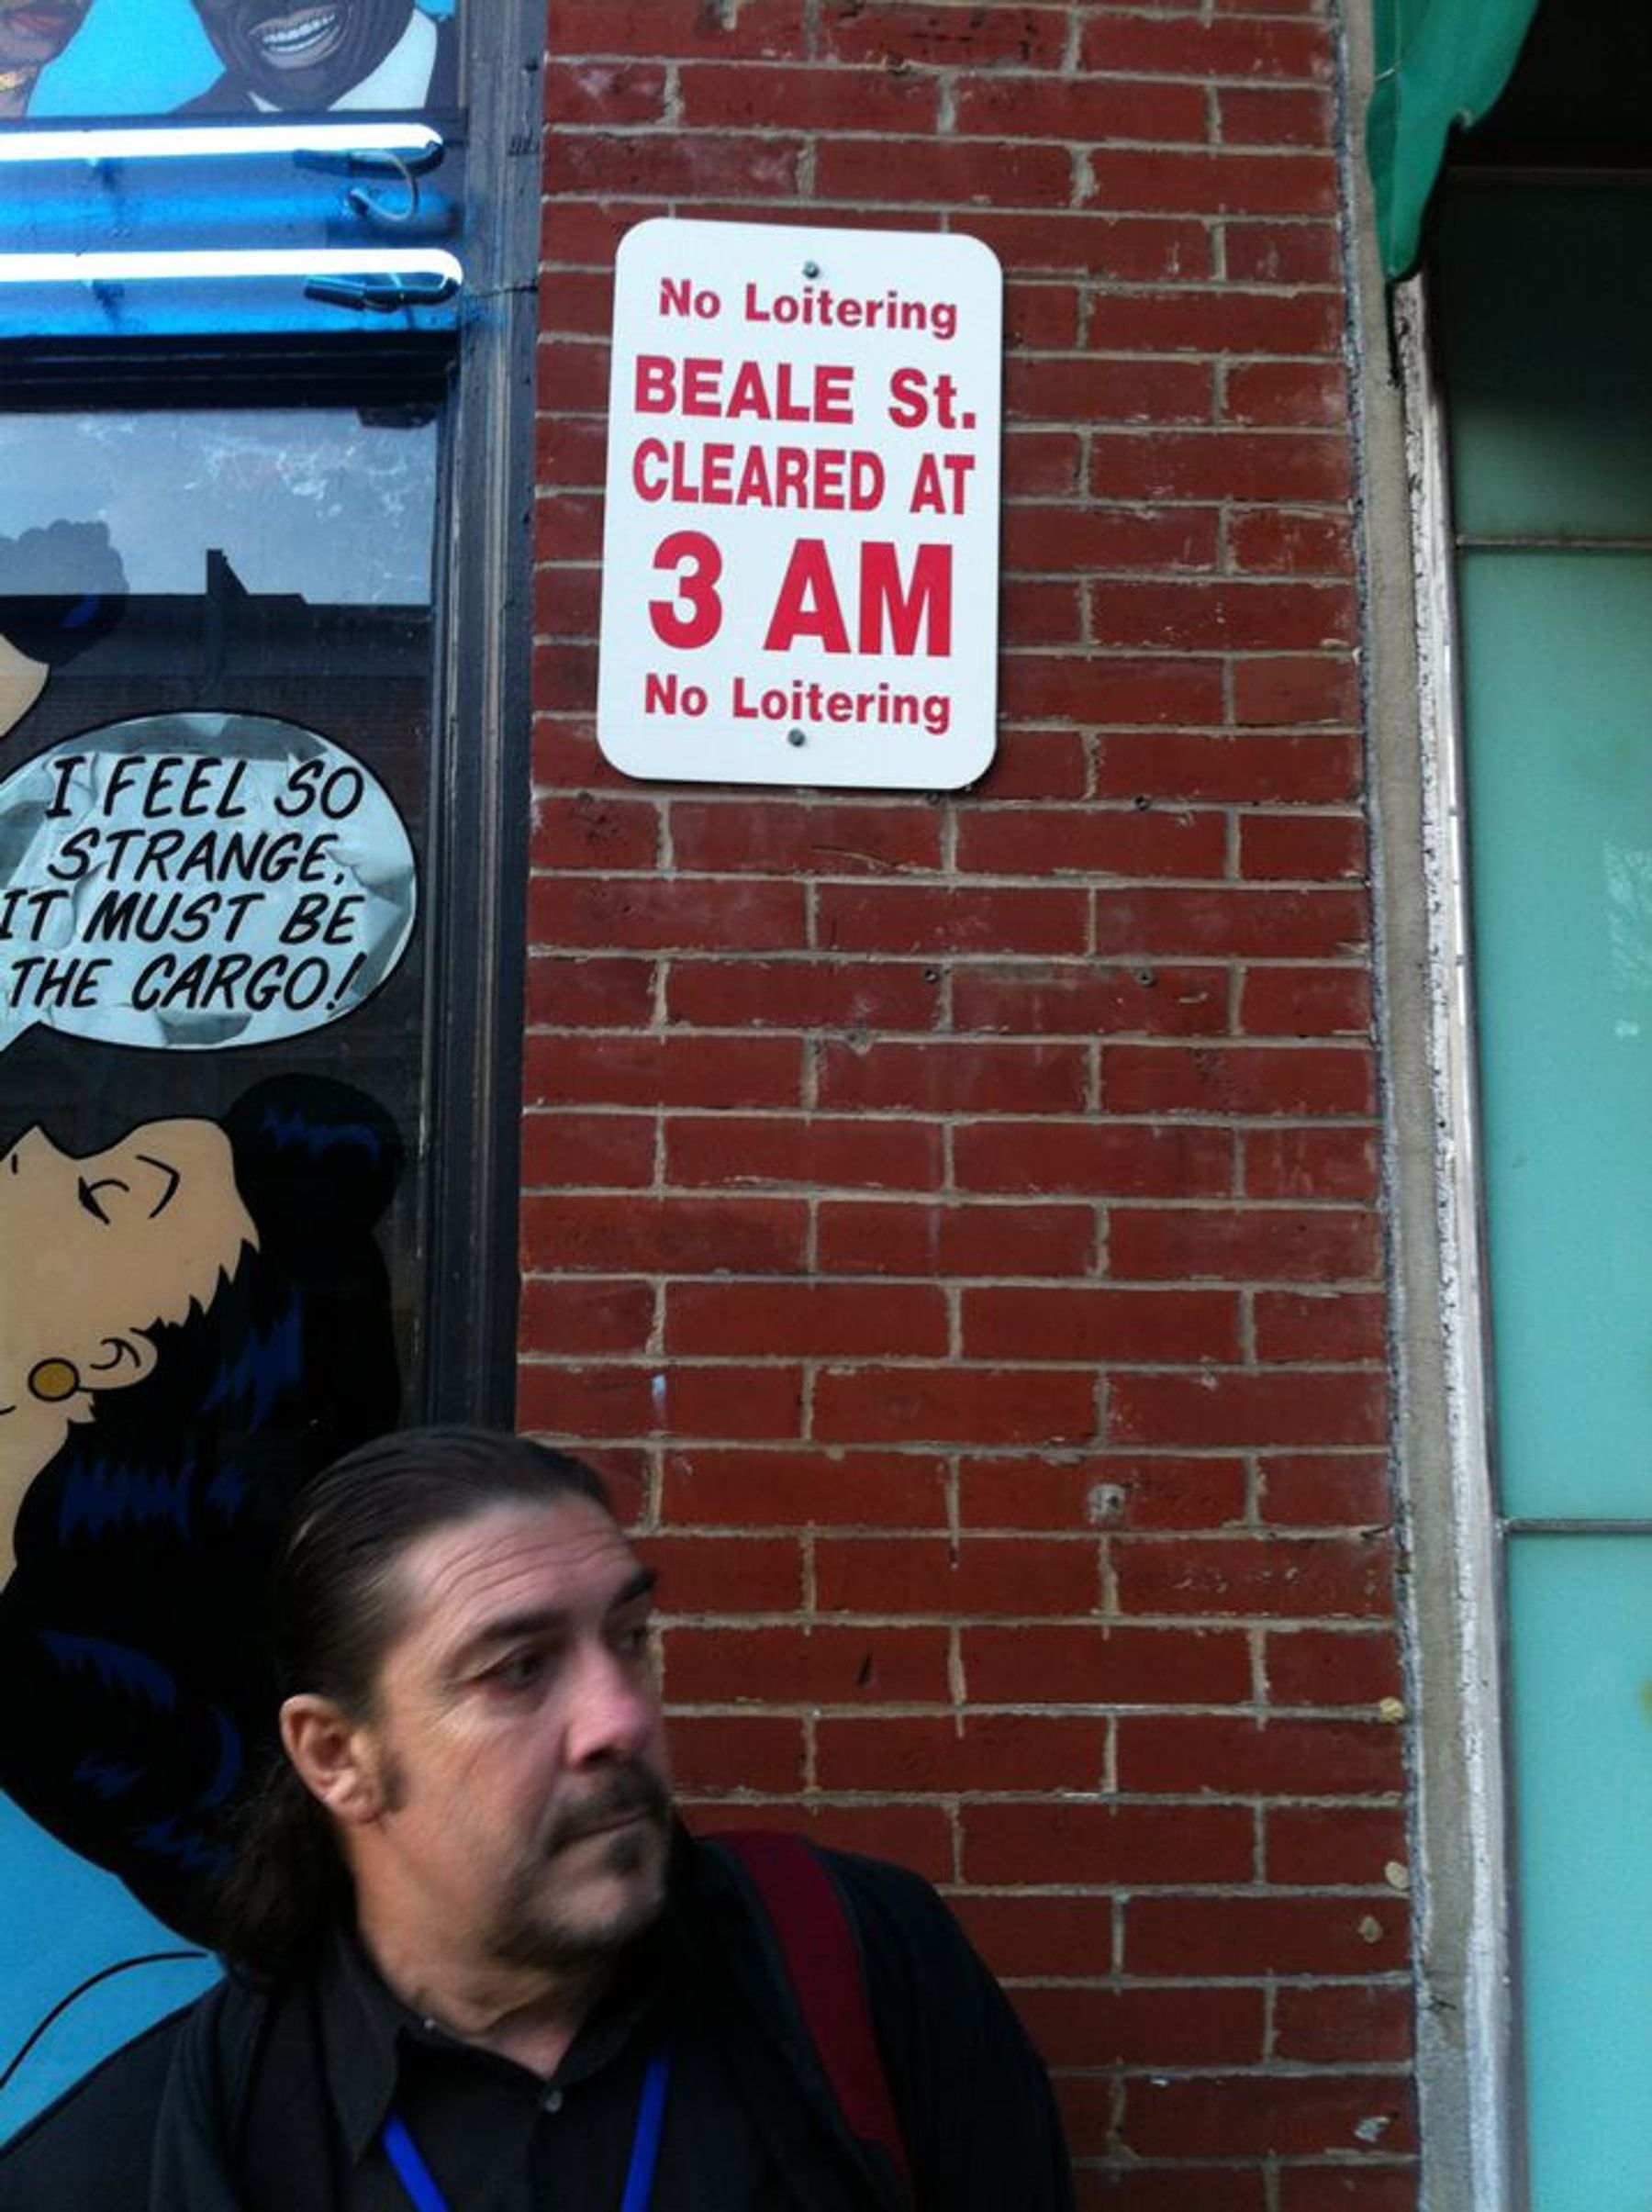 No Loitering
BEALE St.
CLEARED AT
3 AM
No Loitering
I FEEL SO
STRANGE,
IT MUST BE
THE CARGO!